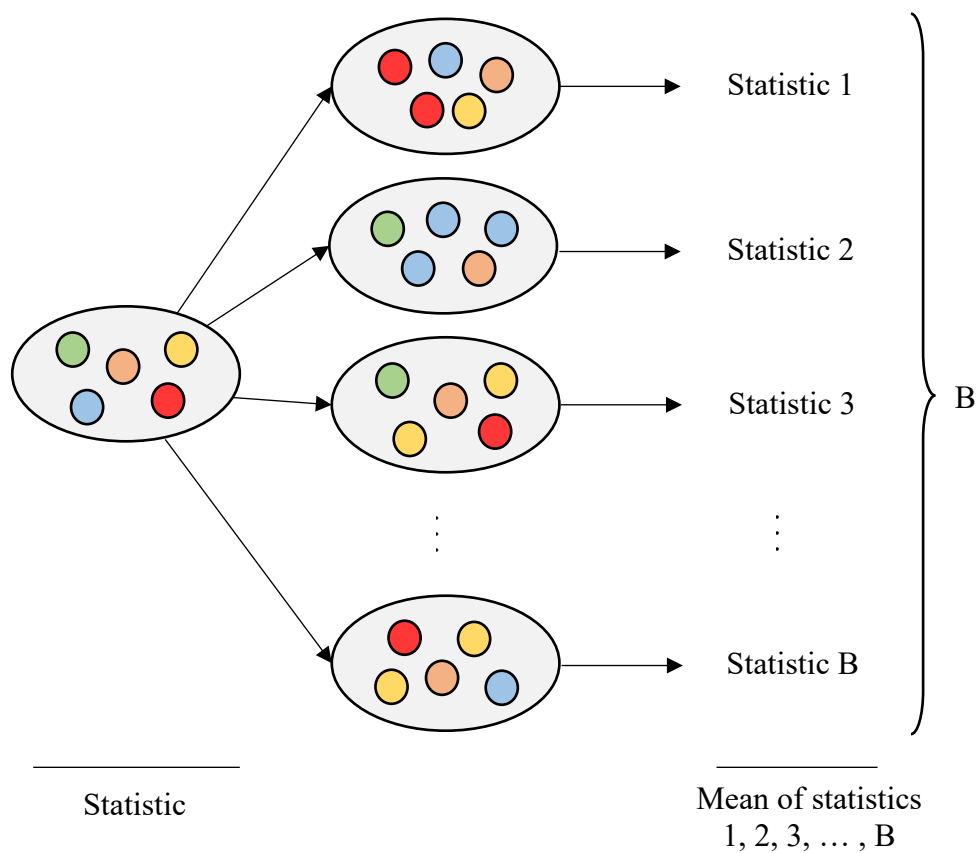 Statistic 1
Statistic 2
Statistic 3
B
Statistic B
Statistic
Mean of statistics
1, 2, 3, … , B